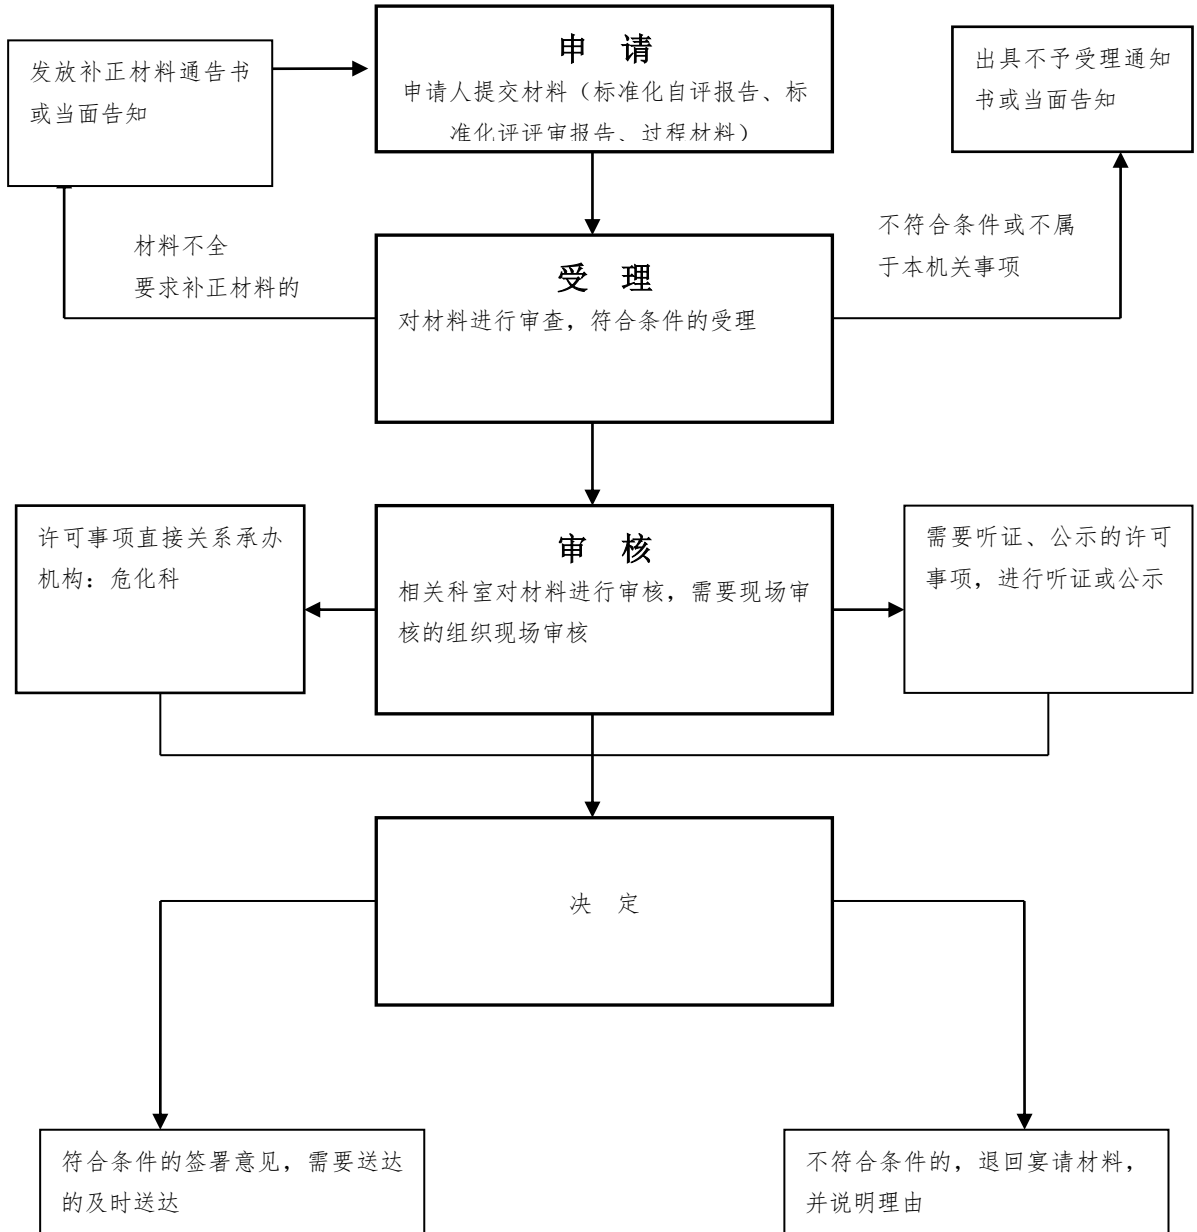 发放补正材料通告书
或当面告知
申 请
申请人提交材料（标准化自评报告、标
准化评评审报告、过程材料）
出具不予受理通知
书或当面告知
材料不全
要求补正材料的
不符合条件或不属
于本机关事项
受 理
对材料进行审查，符合条件的受理
许可事项直接关系承办
机构：危化科
审 核
相关科室对材料进行审核，需要现场审
核的组织现场审核
需要听证、公示的许可
事项，进行听证或公示
决 定
符合条件的签署意见，需要送达
的及时送达
不符合条件的，退回宴请材料，
并说明理由